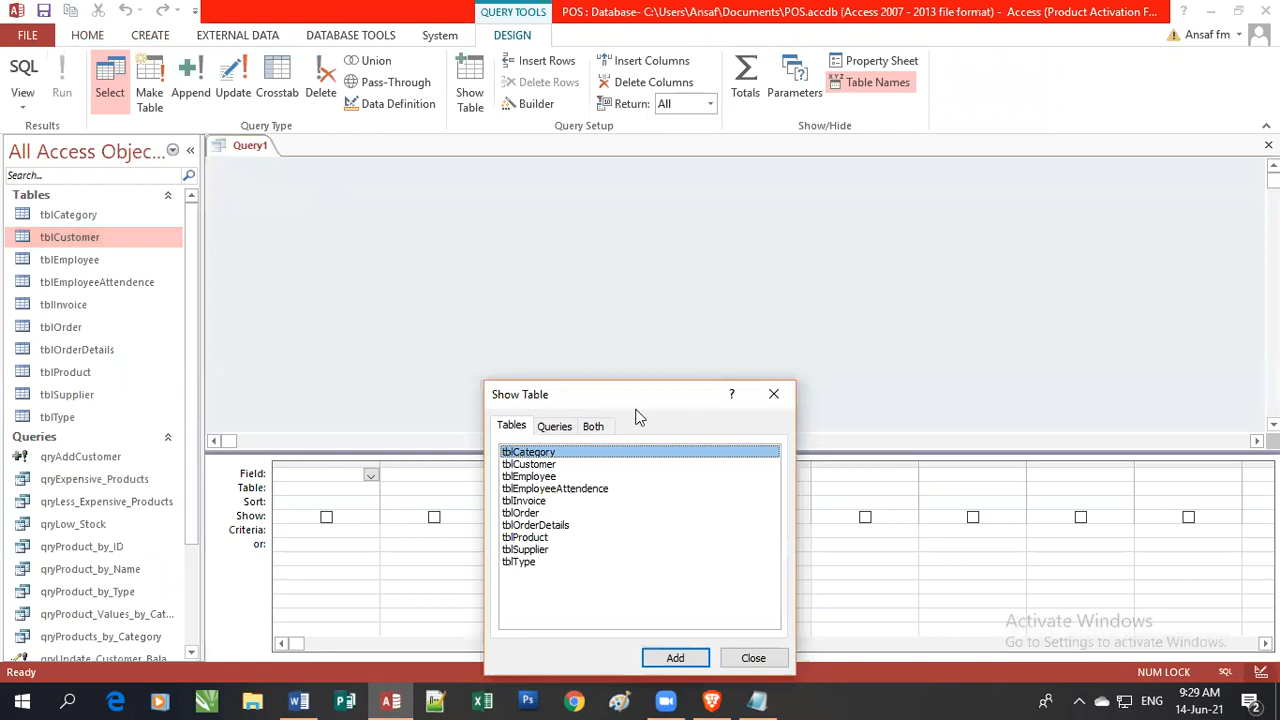 QUERY TOOLS
POS : Database- C:\Users\Ansaf\Documents\POS.accdb (Access 2007 - 2013 file format) - Access (Product Activation F...
FILE HOME CREATE EXTERNAL DATA DATABASE TOOLS System DESIGN Ansaf fm
SQL
View
Run
Results
Select
Make Table
Append
Update
Crosstab
Delete
Union
Pass-Through
Data Definition
Query Type
Show Table
Insert Rows
Delete Rows
Builder
Insert Columns
Delete Columns
Return: All
Query Setup
Totals
Parameters
Property Sheet
XYZ Table Names
Show/Hide
All Access Objec...
Search...
Tables
tblCategory
tblCustomer
tblEmployee
tblEmployeeAttendence
tblInvoice
tblOrder
tblOrderDetails
tblProduct
tblSupplier
tblType
Queries
qryAddCustomer
qryExpensive_Products
qryLess_Expensive_Products
qryLow_Stock
qryProduct_by_ID
qryProduct_by_Name
qryProduct_by_Type
qryProduct_Values_by_Cat...
qryProducts_by_Category
qryUpdate_Customer_Bala...
Query1
Field:
Table:
Sort:
Show:
Criteria:
or:
Show Table ?
Tables Queries Both
tblCategory
tblCustomer
tblEmployee
tblEmployeeAttendence
tblInvoice
tblOrder
tblOrderDetails
tblProduct
tblSupplier
tblType
Add Close
Activate Windows
Go to Settings to activate Windows.
Ready NUM LOCK SQL
ENG
9:29 AM
14-Jun-21
2